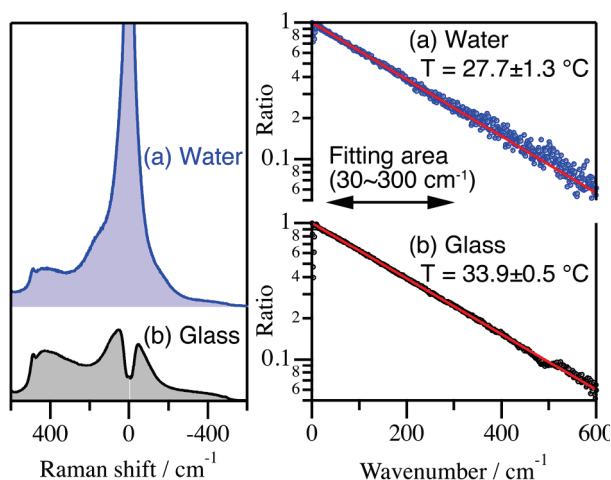 (a) Water
(b) Glass
400
0
-400
Raman shift / cm-1
Ratio
1
8
6
4
2
0.1
8
6
(a) Water
T = 27.7±1.3 °C
Fitting area
(30~300 cm-1)
Ratio
1
8
6
4
2
0.1
8
6
(b) Glass
T = 33.9±0.5 °C
0
200
400
600
Wavenumber / cm-1